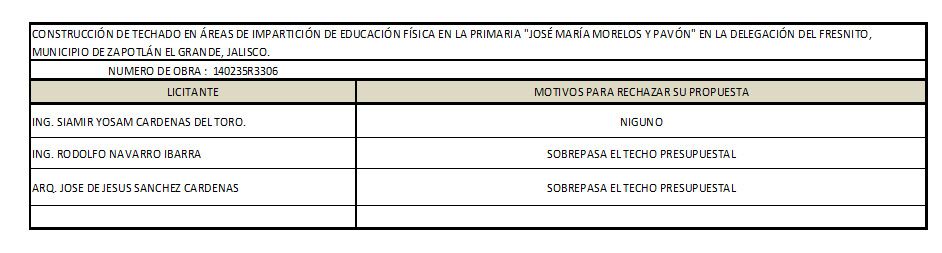 CONSTRUCCIÓN DE TECHADO EN ÁREAS DE IMPARTICIÓN DE EDUCACIÓN FÍSICA EN LA PRIMARIA "JOSÉ MARÍA MORELOS Y PAVÓN" EN LA DELEGACIÓN DEL FRESNITO,
MUNICIPIO DE ZAPOTLÁN EL GRANDE, JALISCO.
NUMERO DE OBRA : 140235R3306
LICITANTE MOTIVOS PARA RECHAZAR SU PROPUESTA
ING. SIAMIR YOSAM CARDENAS DEL TORO. NIGUNO
ING. RODOLFO NAVARRO IBARRA SOBREPASA EL TECHO PRESUPUESTAL
ARQ. JOSE DE JESUS SANCHEZ CARDENAS SOBREPASA EL TECHO PRESUPUESTAL